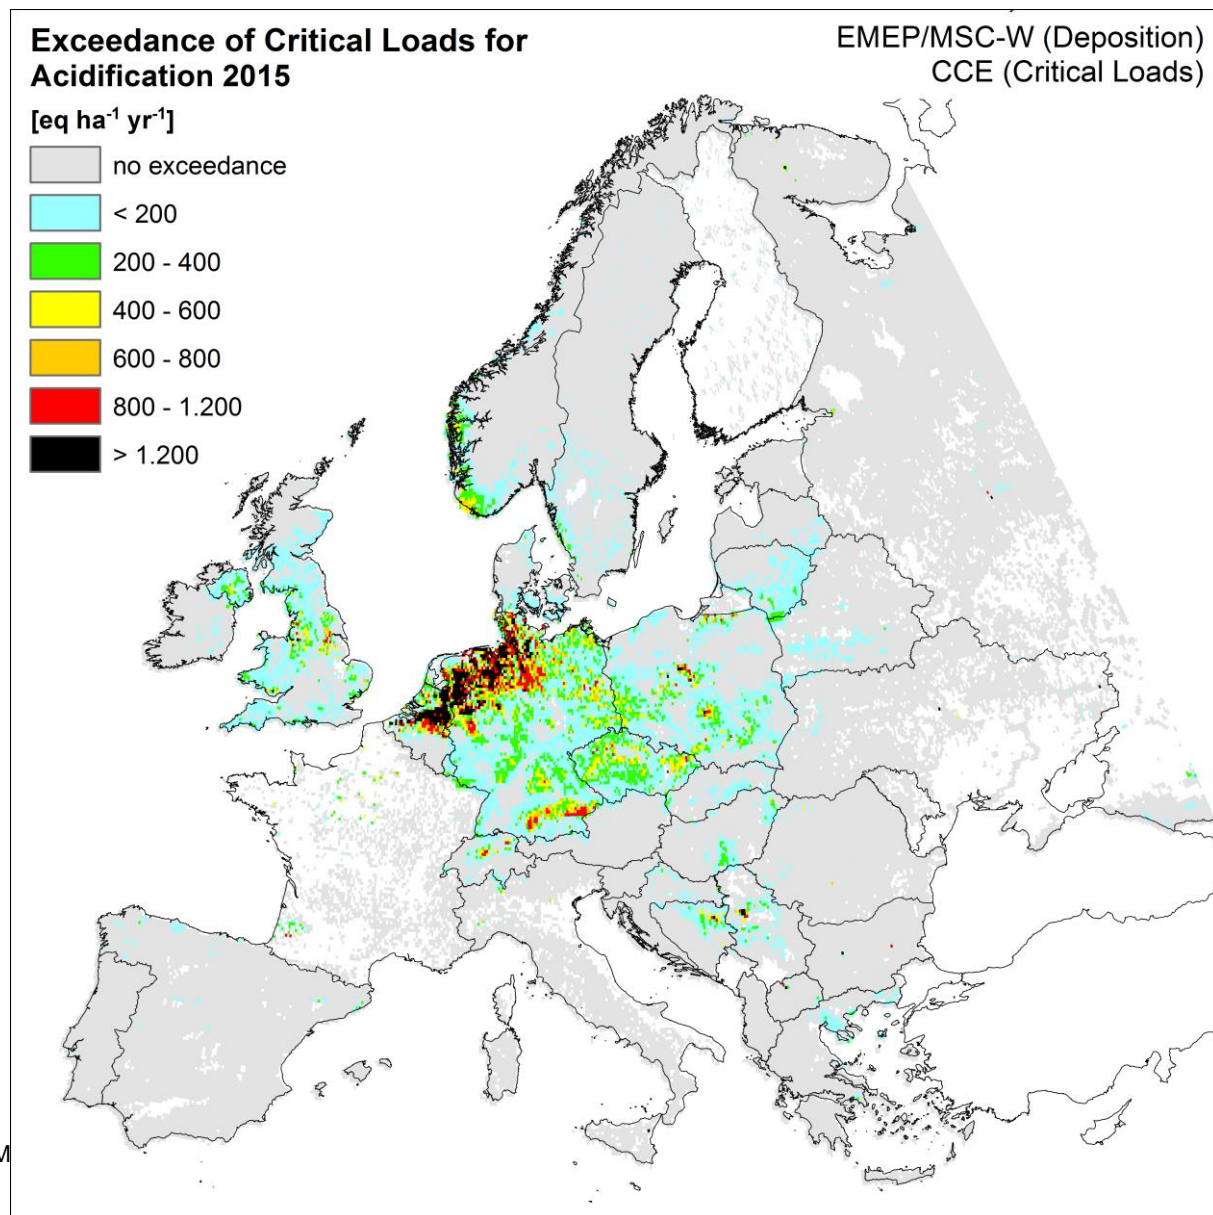 Exceedance of Critical Loads for
Acidification 2015
[eq ha⁻¹ yr⁻¹]
no exceedance
< 200
200 - 400
400 - 600
600 - 800
800 - 1.200
> 1.200
EMEP/MSC-W (Deposition)
CCE (Critical Loads)
M